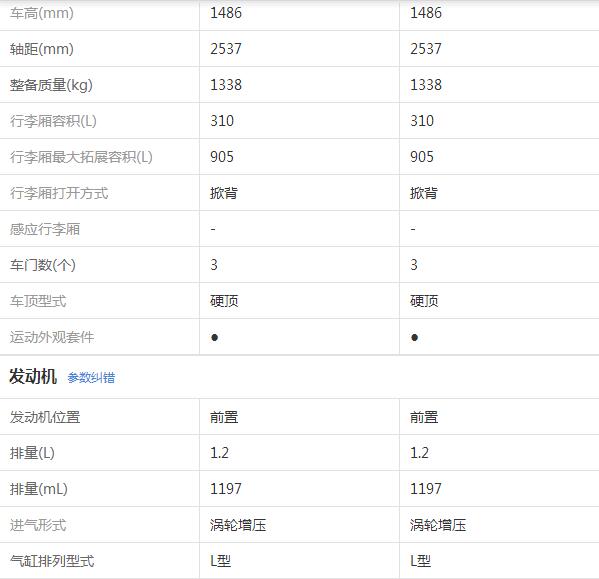 车高(mm) 1486 1486
轴距(mm) 2537 2537
整备质量(kg) 1338 1338
行李厢容积(L) 310 310
行李厢最大拓展容积(L) 905 905
行李厢打开方式 掀背 掀背
感应行李厢 - -
车门数(个) 3 3
车顶型式 硬顶 硬顶
运动外观套件 ● ●
发动机 参数纠错
发动机位置 前置 前置
排量(L) 1.2 1.2
排量(mL) 1197 1197
进气形式 涡轮增压 涡轮增压
气缸排列型式 L型 L型